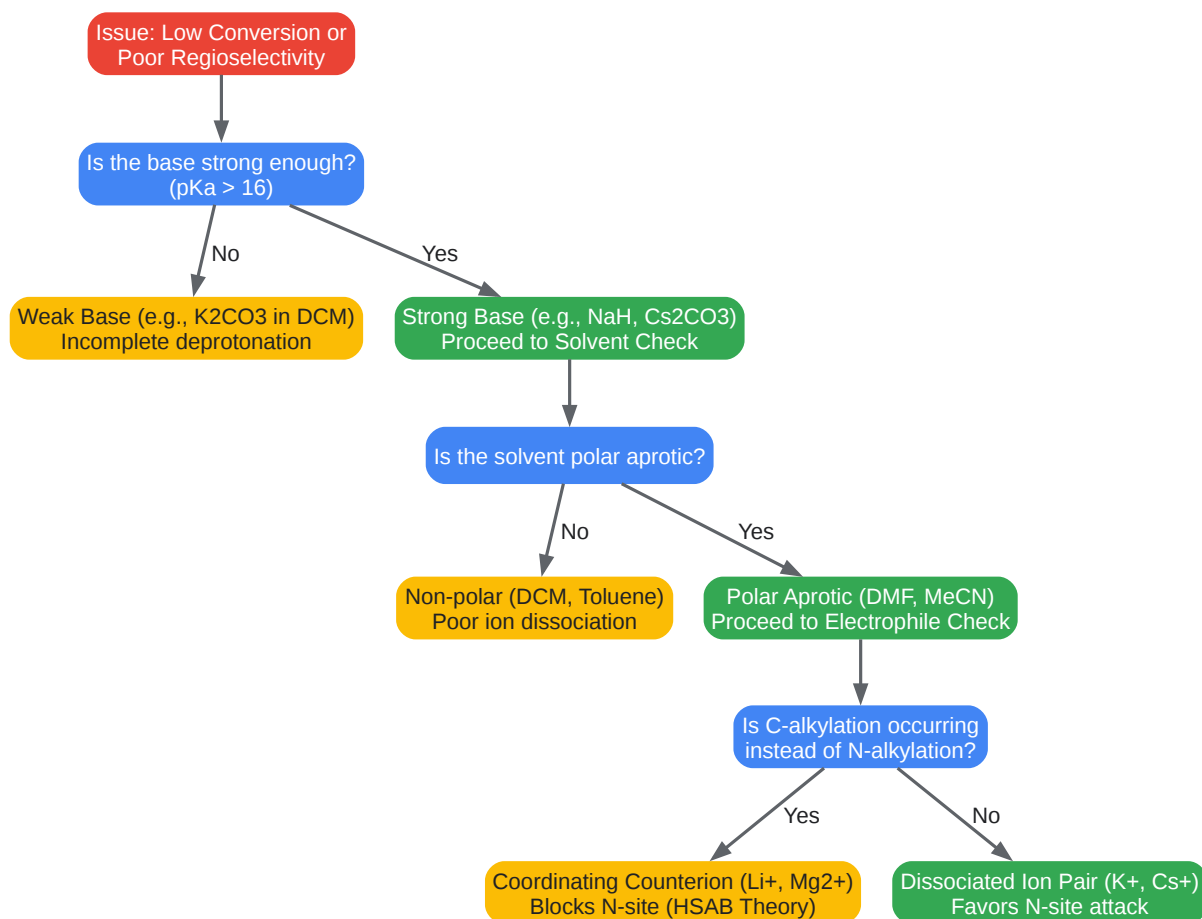 Issue: Low Conversion or
Poor Regioselectivity
Is the base strong enough?
(pKa > 16)
No
Yes
Weak Base (e.g., K2CO3 in DCM)
Incomplete deprotonation
Strong Base (e.g., NaH, Cs2CO3)
Proceed to Solvent Check
Is the solvent polar aprotic?
No
Yes
Non-polar (DCM, Toluene)
Poor ion dissociation
Polar Aprotic (DMF, MeCN)
Proceed to Electrophile Check
Is C-alkylation occurring
instead of N-alkylation?
Yes
No
Coordinating Counterion (Li+, Mg2+)
Blocks N-site (HSAB Theory)
Dissociated Ion Pair (K+, Cs+)
Favors N-site attack